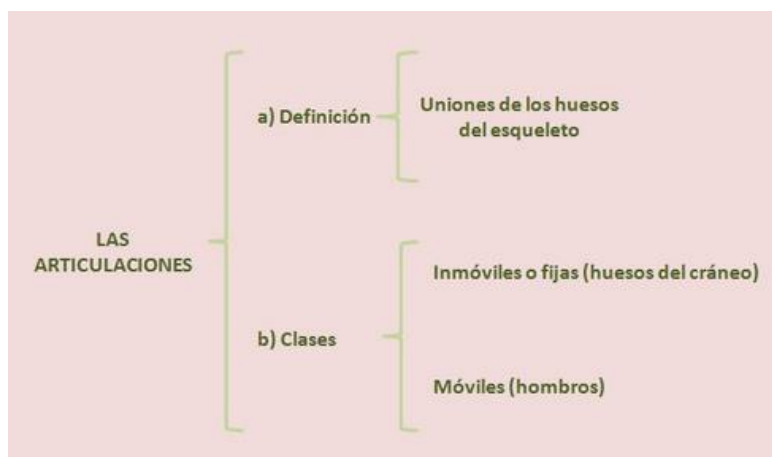 a) Definición
Uniones de los huesos
del esqueleto
LAS
ARTICULACIONES
Inmóviles o fijas (huesos del cráneo)
b) Clases
Móviles (hombros)